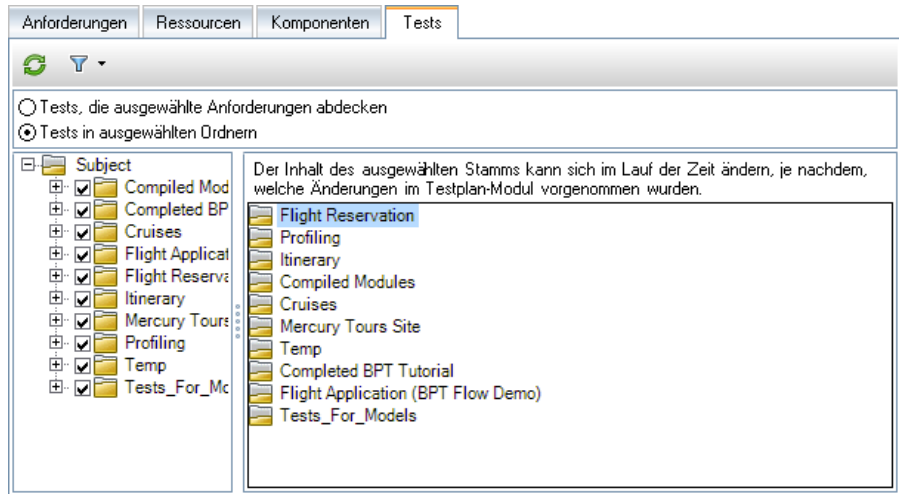 Anforderungen Ressourcen Komponenten Tests
Tests, die ausgewählte Anforderungen abdecken
Tests in ausgewählten Ordnern
Subject
Compiled Mod
Completed BP
Cruises
Flight Applicat
Flight Reserva
Itinerary
Mercury Tours
Profiling
Temp
Tests_For_Mo
Der Inhalt des ausgewählten Stamms kann sich im Lauf der Zeit ändern, je nachdem,
welche Änderungen im Testplan-Modul vorgenommen wurden.
Flight Reservation
Profiling
Itinerary
Compiled Modules
Cruises
Mercury Tours Site
Temp
Completed BPT Tutorial
Flight Application (BPT Flow Demo)
Tests_For_Models